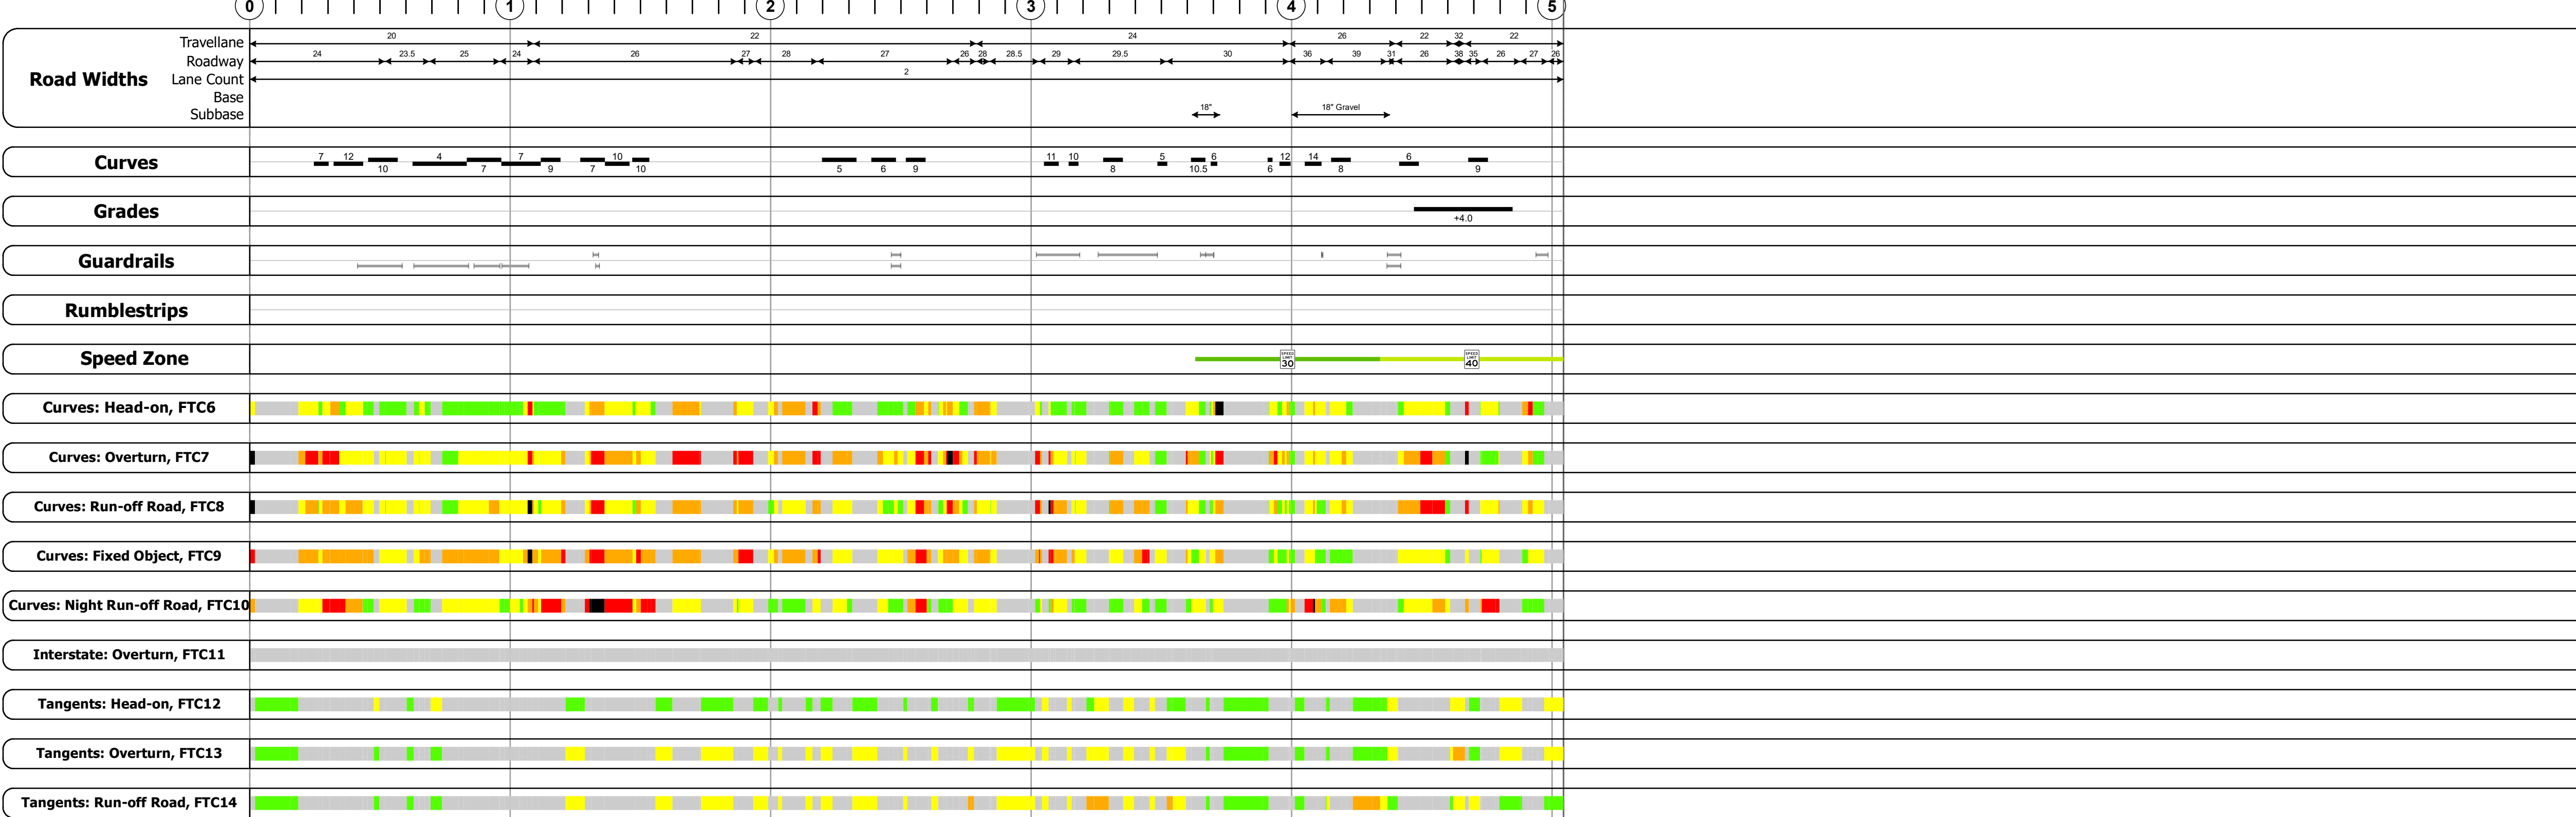 0 1 2 3 4 5
Travellane 20 22 24 26 22 32 22
Roadway 24 23.5 25 24 26 27 28 27 26 28 28.5 29 29.5 30 36 39 31 26 38 35 26 27 26
Road Widths
Lane Count 2
Base
Subbase 18" 18" Gravel
Curves
7 12 4 7 10 11 10 5 6 12 14 6
10 7 9 7 10 5 6 9 8 10.5 6 8 9
Grades
+4.0
Guardrails
Rumblestrips
Speed Zone
SPEED LIMIT 30 SPEED LIMIT 40
Curves: Head-on, FTC6
Curves: Overturn, FTC7
Curves: Run-off Road, FTC8
Curves: Fixed Object, FTC9
Curves: Night Run-off Road, FTC10
Interstate: Overturn, FTC11
Tangents: Head-on, FTC12
Tangents: Overturn, FTC13
Tangents: Run-off Road, FTC14